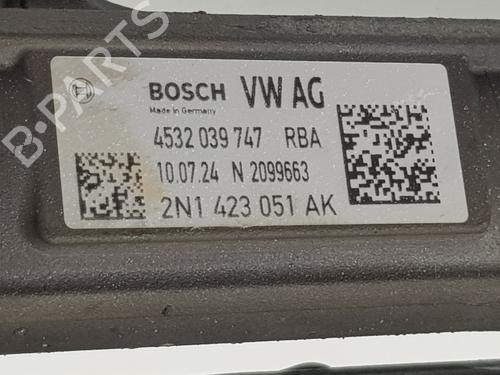 B-PARTS
BOSCH VW AG
Made in Germany
4532 039 747 RBA
10.07.24 N 2099663
2N1 423 051 AK